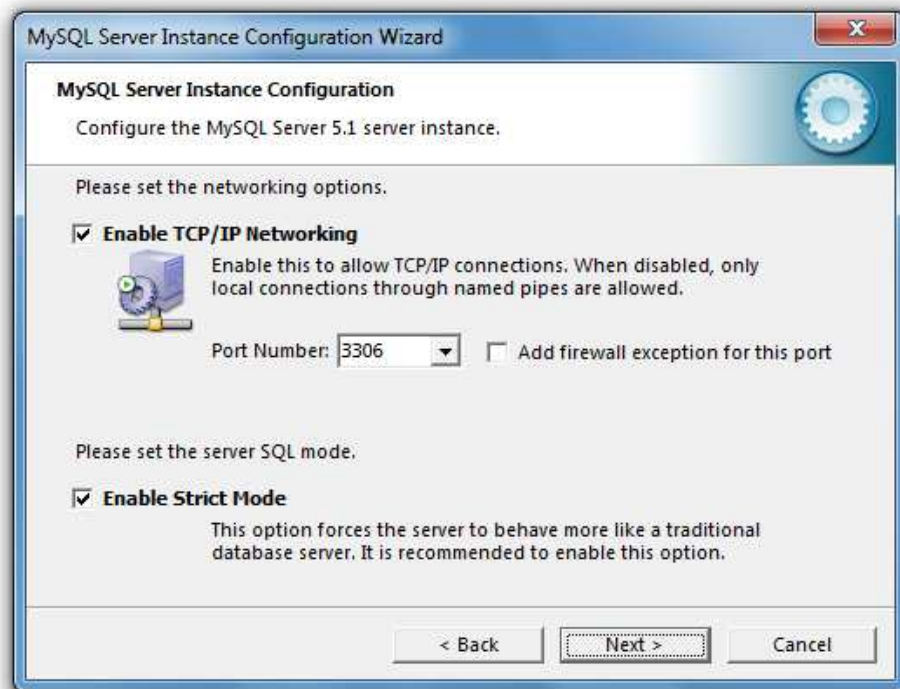 MySQL Server Instance Configuration Wizard
MySQL Server Instance Configuration
Configure the MySQL Server 5.1 server instance.
Please set the networking options.
Enable TCP/IP Networking
Enable this to allow TCP/IP connections. When disabled, only
local connections through named pipes are allowed.
Port Number: 3306 Add firewall exception for this port
Please set the server SQL mode.
Enable Strict Mode
This option forces the server to behave more like a traditional
database server. It is recommended to enable this option.
< Back Next > Cancel